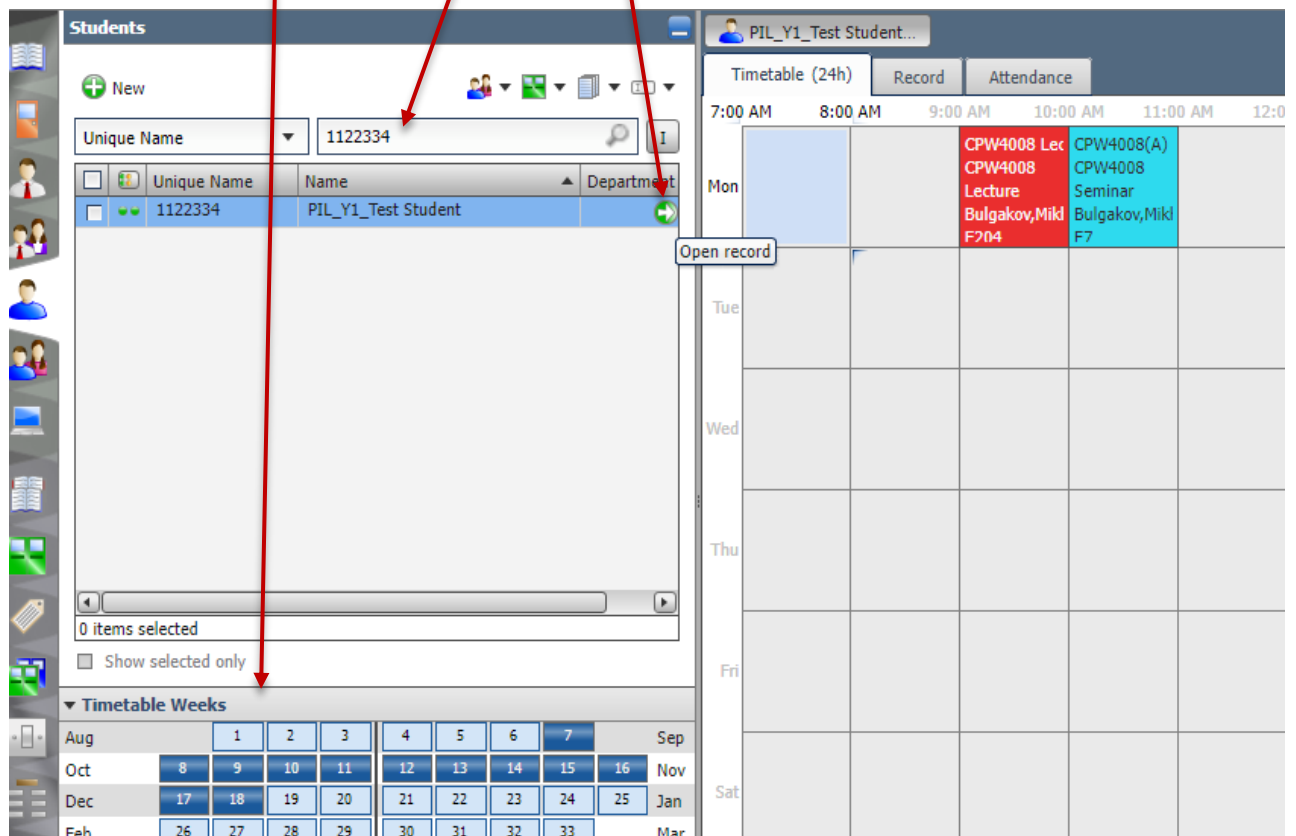 Students
New
Unique Name
1122334
I
Unique Name Name Department
1122334 PIL_Y1_Test Student
Open record
0 items selected
Show selected only
Timetable Weeks
Aug 1 2 3 4 5 6 7 Sep
Oct 8 9 10 11 12 13 14 15 16 Nov
Dec 17 18 19 20 21 22 23 24 25 Jan
Feb 26 27 28 29 30 31 32 33 Mar
PIL_Y1_Test Student...
Timetable (24h) Record Attendance
7:00 AM 8:00 AM 9:00 AM 10:00 AM 11:00 AM 12:0
Mon
CPW4008 Lec
CPW4008
Lecture
Bulgakov,Mikl
F204
CPW4008(A)
CPW4008
Seminar
Bulgakov,Mikl
F7
Tue
Wed
Thu
Fri
Sat